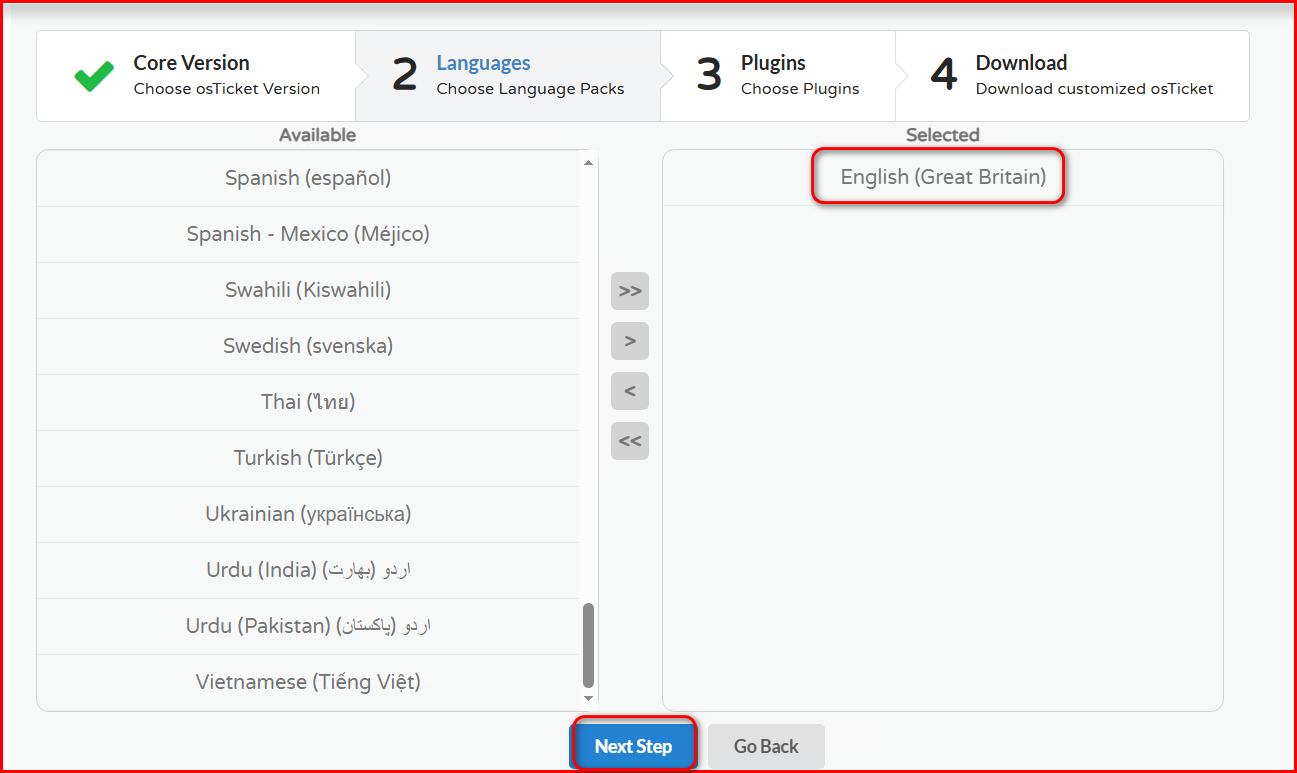 Core Version
Choose osTicket Version
2
Languages
Choose Language Packs
3
Plugins
Choose Plugins
4
Download
Download customized osTicket
Available
Spanish (español)
Spanish - Mexico (Méjico)
Swahili (Kiswahili)
Swedish (svenska)
Thai (ไทย)
Turkish (Türkçe)
Ukrainian (українська)
Urdu (India) (بھارت) اردو
Urdu (Pakistan) (پاکستان) اردو
Vietnamese (Tiếng Việt)
>>
>
<
<<
Selected
English (Great Britain)
Next Step
Go Back